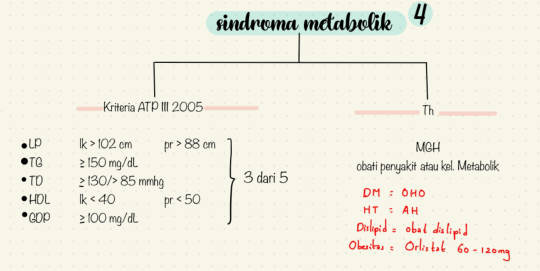 sindroma metabolik 4
Kriteria ATP III 2005
• LP lk > 102 cm pr > 88 cm
• TG ≥ 150 mg/dL
• TD ≥ 130/> 85 mmhg
• HDL lk < 40 pr < 50
• GDP ≥ 100 mg/dL
3 dari 5
Th
MGH
obati penyakit atau kel. Metabolik
DM : OHO
HT : AH
Dislipid = obat dislipid
Obesitas : Orlistat 60-120mg